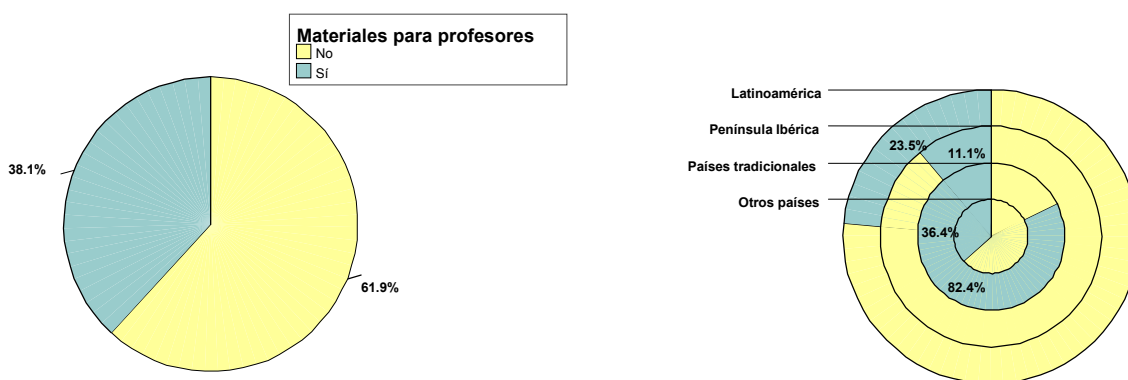 Materiales para profesores
No
Sí
38.1%
61.9%
Latinoamérica
Península Ibérica
Países tradicionales
Otros países
23.5%
11.1%
36.4%
82.4%